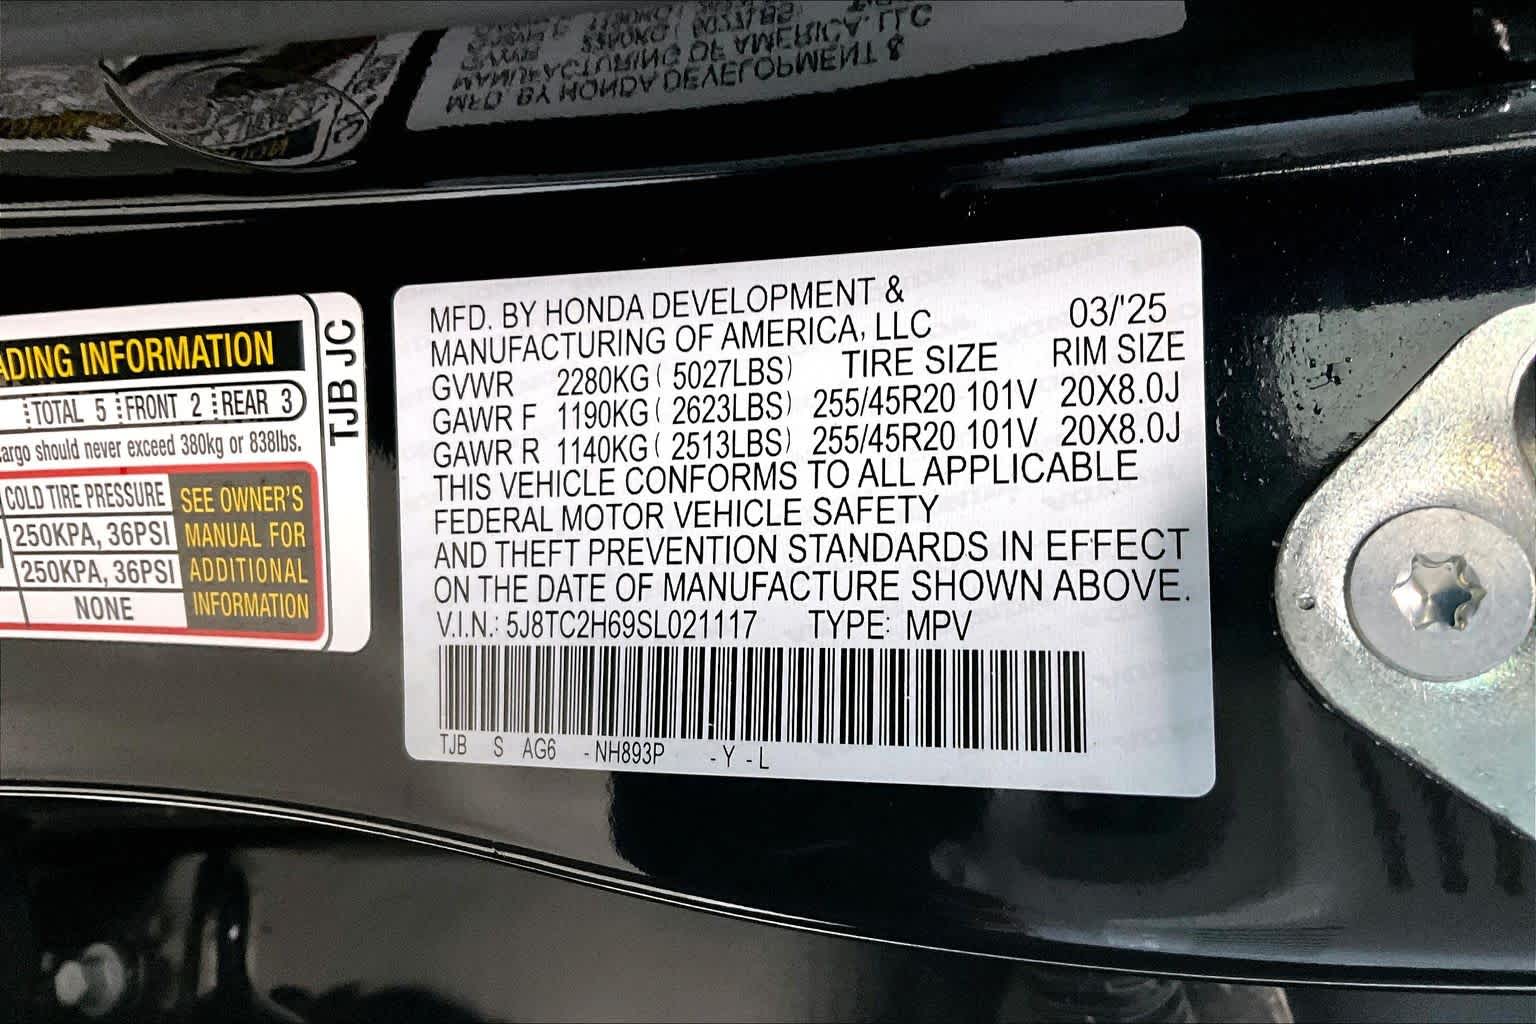 MFD. BY HONDA DEVELOPMENT &
MANUFACTURING OF AMERICA, LLC
ADING INFORMATION
TOTAL 5 FRONT 2 REAR 3
argo should never exceed 380kg or 838lbs.
COLD TIRE PRESSURE
250KPA, 36PSI
250KPA, 36PSI
NONE
SEE OWNER'S
MANUAL FOR
ADDITIONAL
INFORMATION
TJB JC
MFD. BY HONDA DEVELOPMENT &
MANUFACTURING OF AMERICA, LLC 03/'25
GVWR 2280KG ( 5027LBS) TIRE SIZE RIM SIZE
GAWR F 1190KG ( 2623LBS) 255/45R20 101V 20X8.0J
GAWR R 1140KG ( 2513LBS) 255/45R20 101V 20X8.0J
THIS VEHICLE CONFORMS TO ALL APPLICABLE
FEDERAL MOTOR VEHICLE SAFETY
AND THEFT PREVENTION STANDARDS IN EFFECT
ON THE DATE OF MANUFACTURE SHOWN ABOVE.
V.I.N.: 5J8TC2H69SL021117 TYPE: MPV
TJB S AG6 -NH893P -Y -L